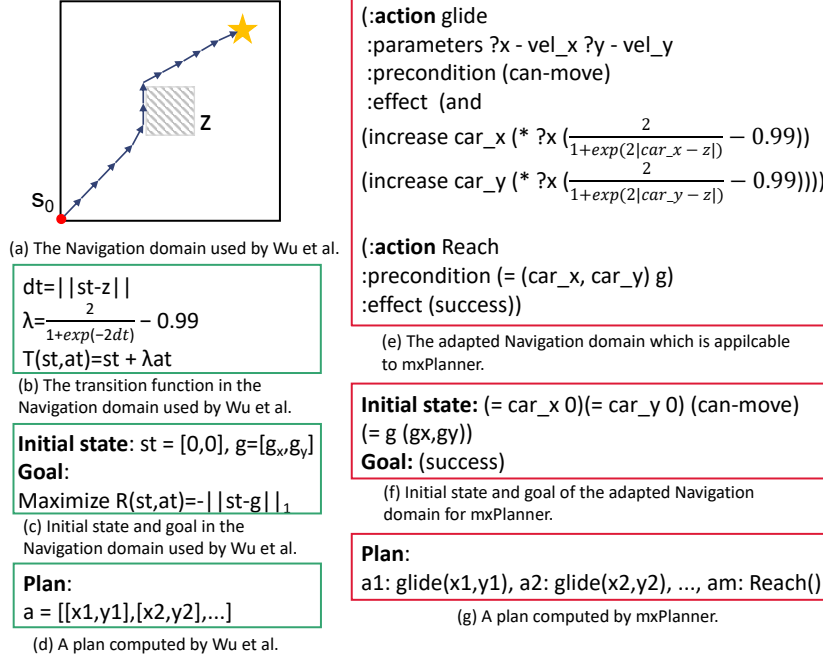 Z
S0
(a) The Navigation domain used by Wu et al.
dt=||st-z||
λ=2/(1+exp(-2dt) − 0.99
T(st,at)=st + λat
(b) The transition function in the
Navigation domain used by Wu et al.
Initial state: st = [0,0], g=[gx,gy]
Goal:
Maximize R(st,at)=-||st-g||1
(c) Initial state and goal in the
Navigation domain used by Wu et al.
Plan:
a = [[x1,y1],[x2,y2],...]
(d) A plan computed by Wu et al.
(:action glide
:parameters ?x - vel_x ?y - vel_y
:precondition (can-move)
:effect (and
(increase car_x (* ?x (2/(1+exp(2|car_x − z|) − 0.99))
(increase car_y (* ?x (2/(1+exp(2|car_y − z|) − 0.99))))
(:action Reach
:precondition (= (car_x, car_y) g)
:effect (success))
(e) The adapted Navigation domain which is appilcable
to mxPlanner.
Initial state: (= car_x 0)(= car_y 0) (can-move)
(= g (gx,gy))
Goal: (success)
(f) Initial state and goal of the adapted Navigation
domain for mxPlanner.
Plan:
a1: glide(x1,y1), a2: glide(x2,y2), ..., am: Reach()
(g) A plan computed by mxPlanner.